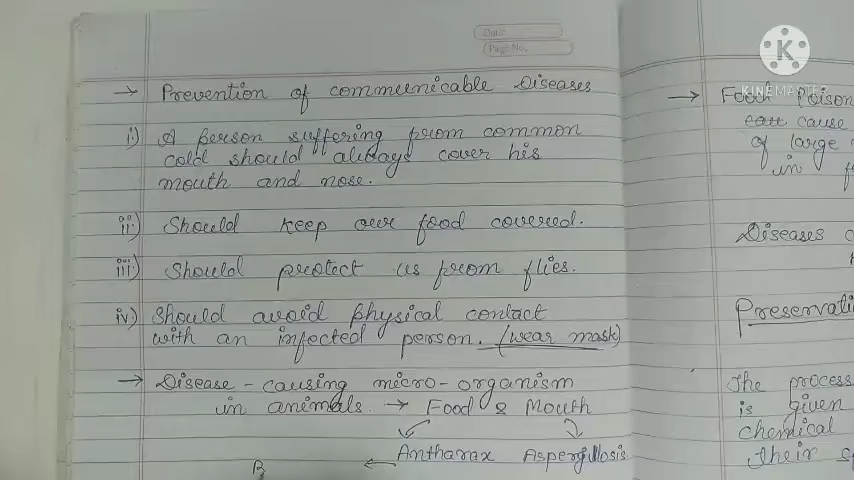 Date:
Page No.
K
KINEMASTER
→ Prevention of communicable Diseases
i) A person suffering from common
cold should always cover his
mouth and nose.
ii) Should keep our food covered.
iii) Should protect us from flies.
iv) Should avoid physical contact
with an infected person. (wear mask)
→ Disease-causing micro-organism
in animals → Food & Mouth
Antharax Aspergillosis
B
→ Food Poison
can cause
of large
in f
Diseases c
Preservati
The process
is given
chemical
their sp